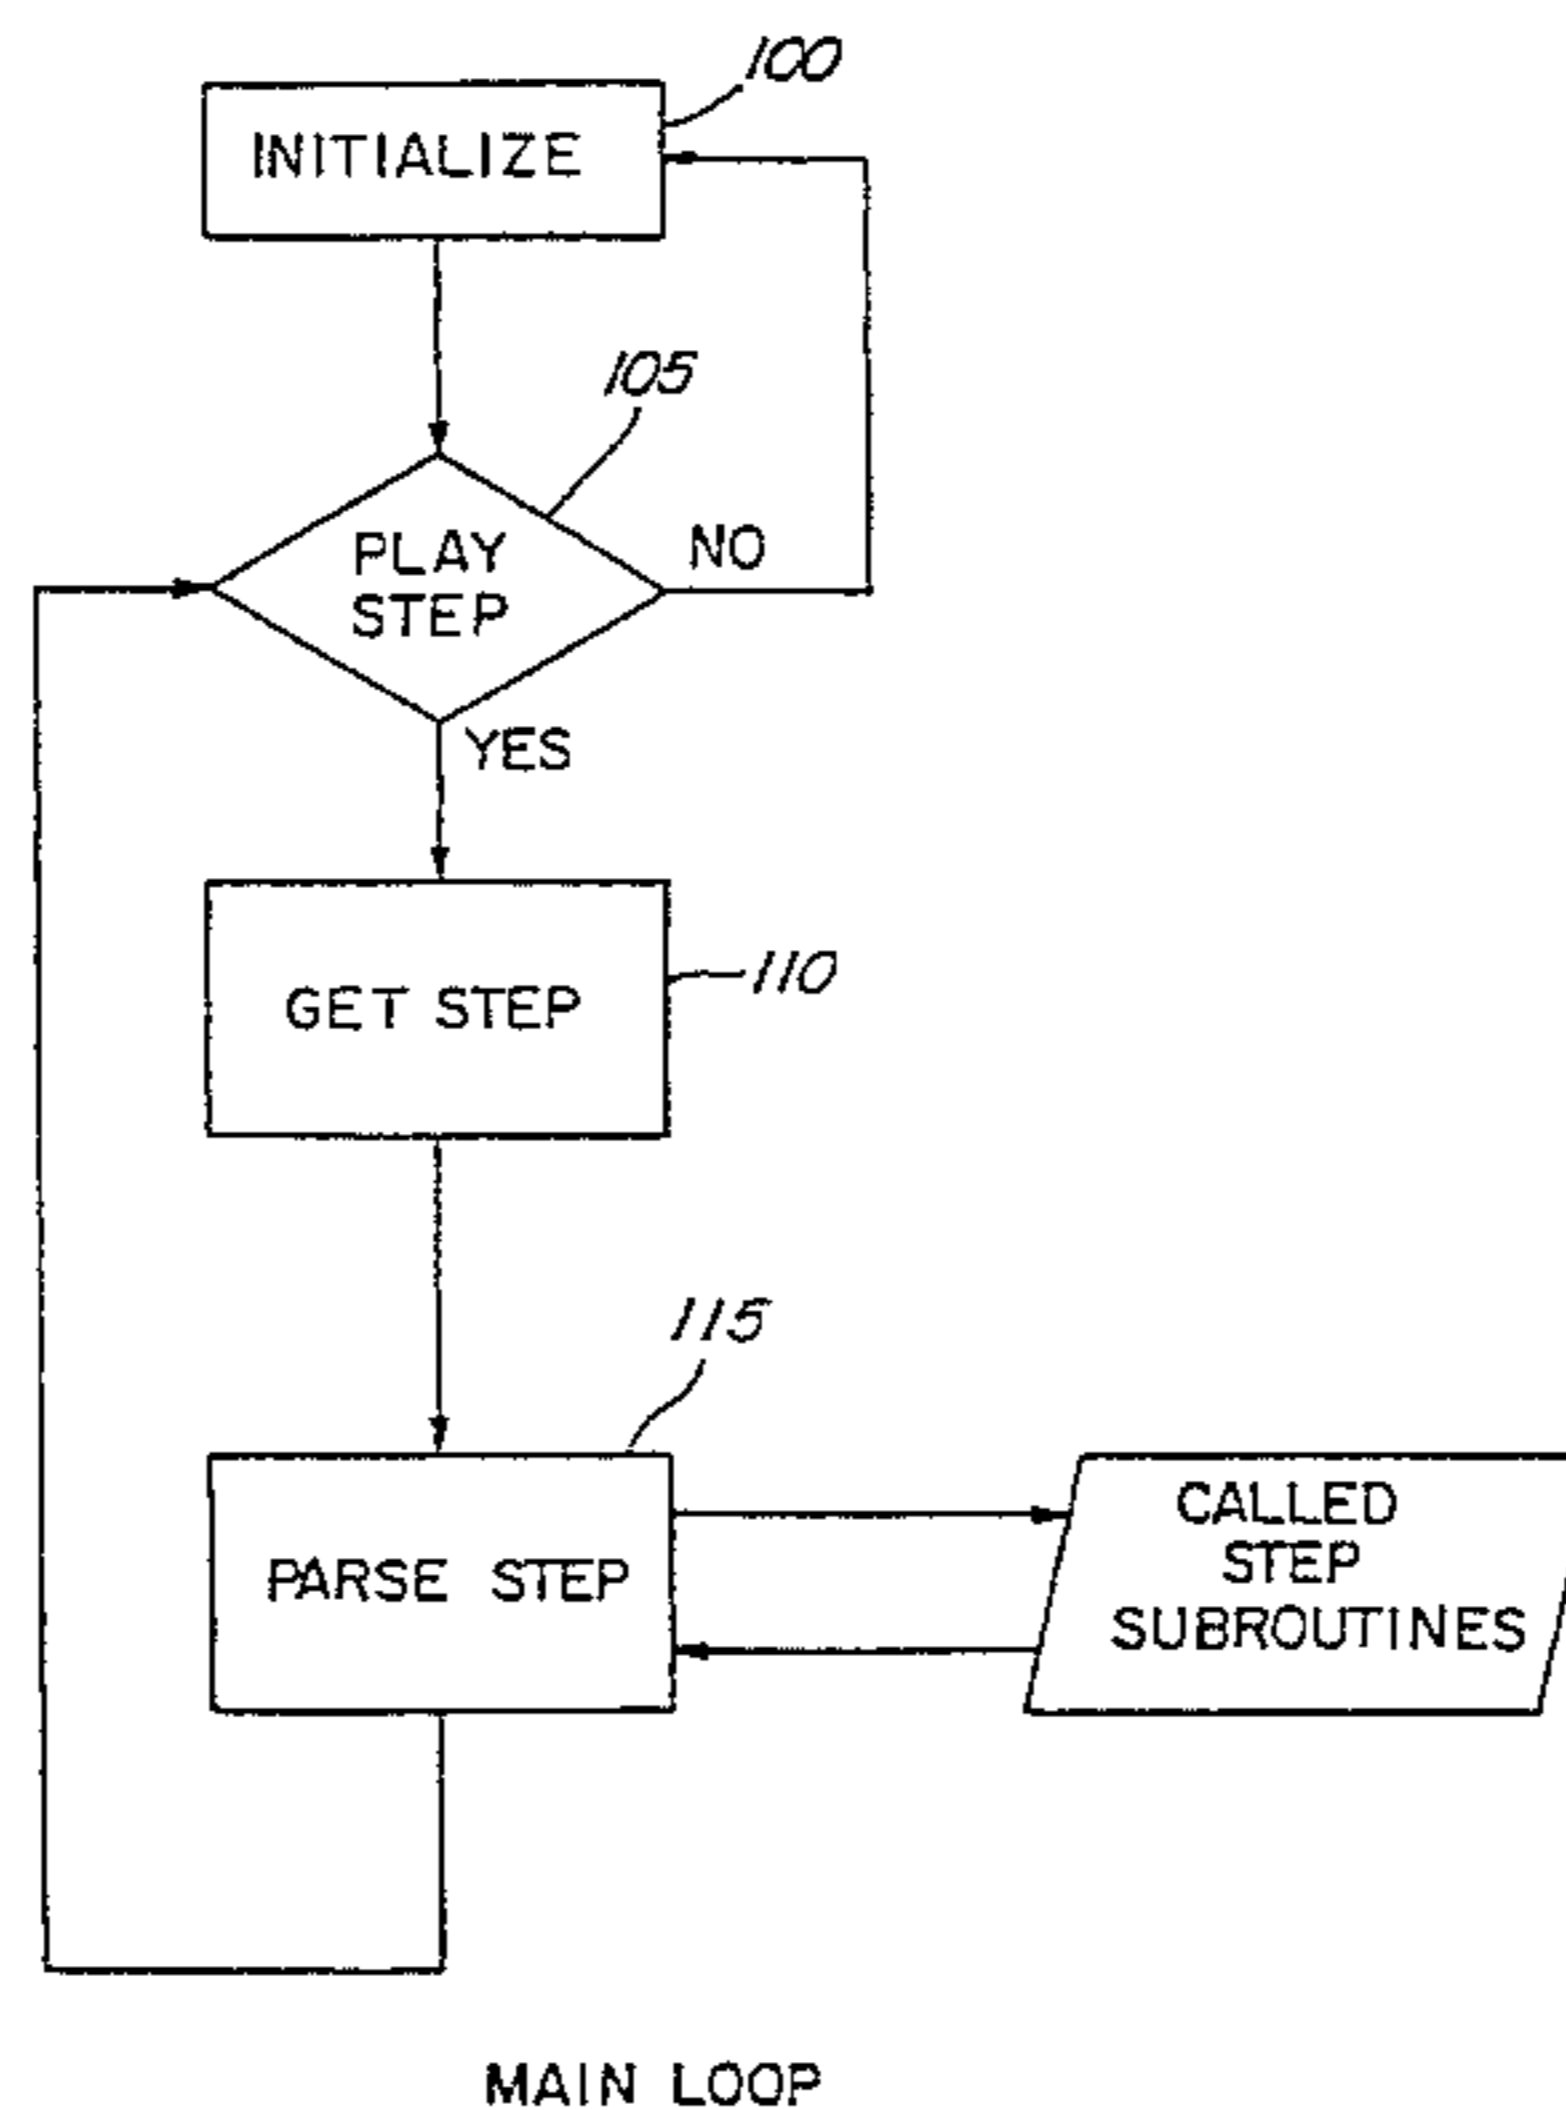 100
INITIALIZE
105
PLAY
STEP
NO
YES
110
GET STEP
115
PARSE STEP
CALLED
STEP
SUBROUTINES
MAIN LOOP